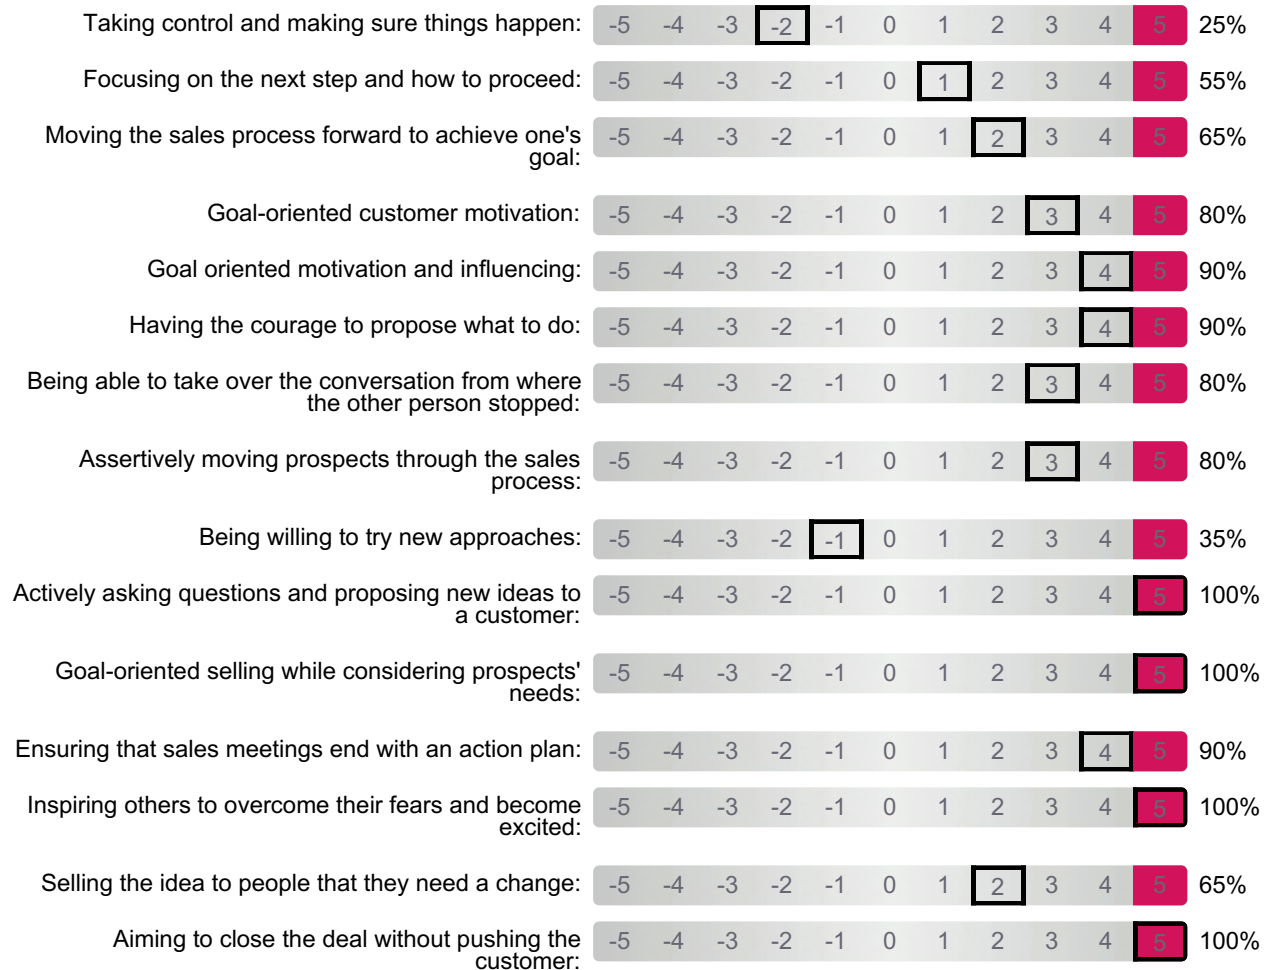 Taking control and making sure things happen: -5 -4 -3 -2 -1 0 1 2 3 4 5 25%
Focusing on the next step and how to proceed: -5 -4 -3 -2 -1 0 1 2 3 4 5 55%
Moving the sales process forward to achieve one's
goal: -5 -4 -3 -2 -1 0 1 2 3 4 5 65%
Goal-oriented customer motivation: -5 -4 -3 -2 -1 0 1 2 3 4 5 80%
Goal oriented motivation and influencing: -5 -4 -3 -2 -1 0 1 2 3 4 5 90%
Having the courage to propose what to do: -5 -4 -3 -2 -1 0 1 2 3 4 5 90%
Being able to take over the conversation from where
the other person stopped: -5 -4 -3 -2 -1 0 1 2 3 4 5 80%
Assertively moving prospects through the sales
process: -5 -4 -3 -2 -1 0 1 2 3 4 5 80%
Being willing to try new approaches: -5 -4 -3 -2 -1 0 1 2 3 4 5 35%
Actively asking questions and proposing new ideas to
a customer: -5 -4 -3 -2 -1 0 1 2 3 4 5 100%
Goal-oriented selling while considering prospects'
needs: -5 -4 -3 -2 -1 0 1 2 3 4 5 100%
Ensuring that sales meetings end with an action plan: -5 -4 -3 -2 -1 0 1 2 3 4 5 90%
Inspiring others to overcome their fears and become
excited: -5 -4 -3 -2 -1 0 1 2 3 4 5 100%
Selling the idea to people that they need a change: -5 -4 -3 -2 -1 0 1 2 3 4 5 65%
Aiming to close the deal without pushing the
customer: -5 -4 -3 -2 -1 0 1 2 3 4 5 100%